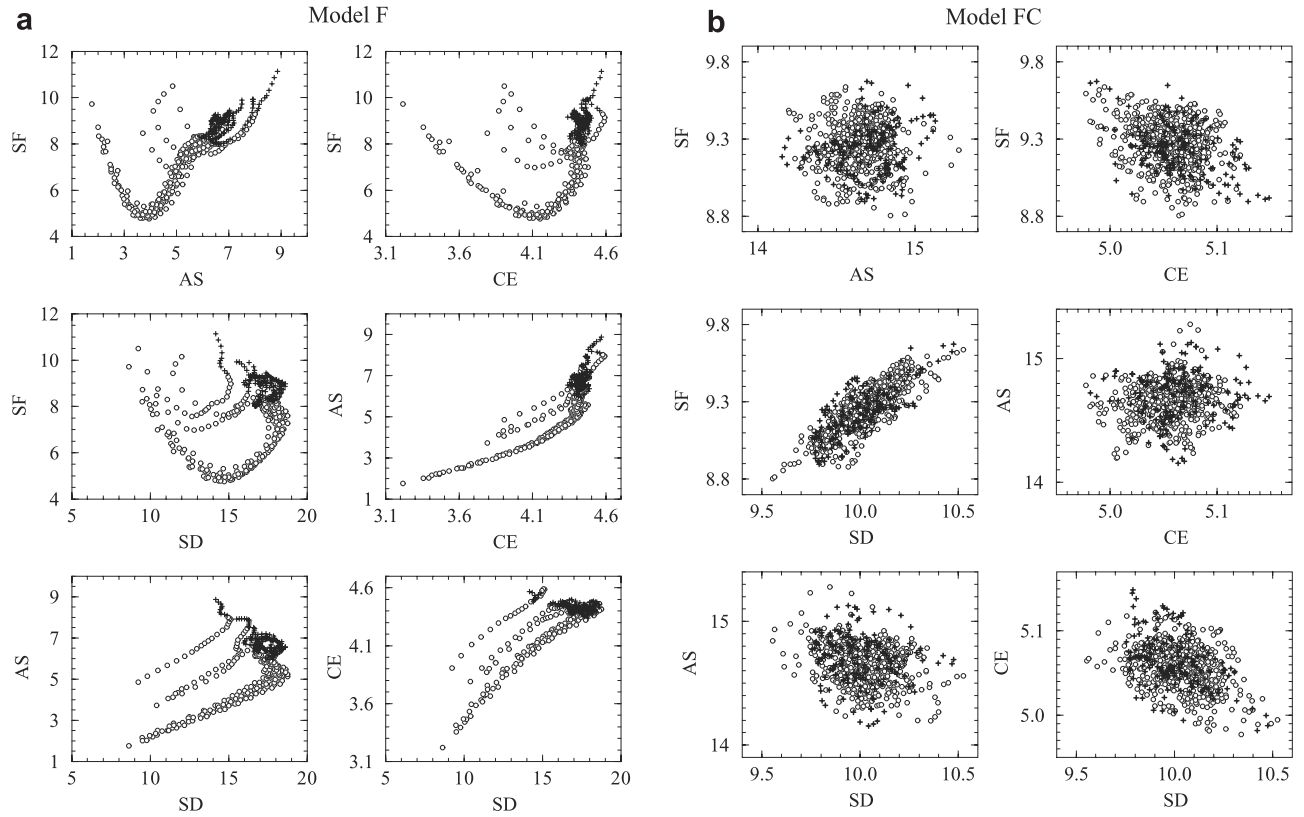 a
Model F
b
Model FC
12
10
8
6
4
SF
1 3 5 7 9
AS
12
10
8
6
4
SF
3.1 3.6 4.1 4.6
CE
9.8
9.3
8.8
SF
14 15
AS
9.8
9.3
8.8
SF
5.0 5.1
CE
12
10
8
6
4
SF
5 10 15 20
SD
9
7
5
3
1
AS
3.1 3.6 4.1 4.6
CE
9.8
9.3
8.8
SF
9.5 10.0 10.5
SD
15
14
AS
5.0 5.1
CE
9
7
5
3
1
AS
5 10 15 20
SD
4.6
4.1
3.6
3.1
CE
5 10 15 20
SD
15
14
AS
9.5 10.0 10.5
SD
5.1
5.0
CE
9.5 10.0 10.5
SD